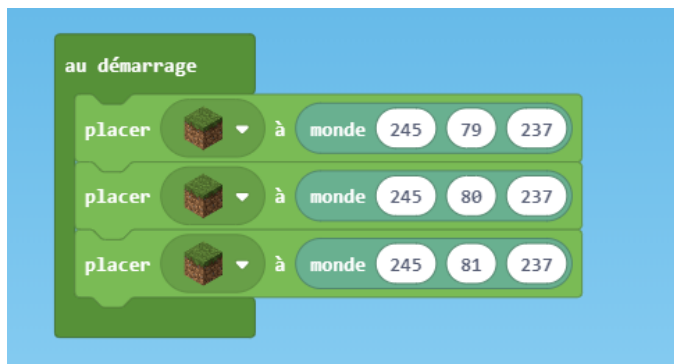 au démarrage
placer à monde 245 79 237
placer à monde 245 80 237
placer à monde 245 81 237